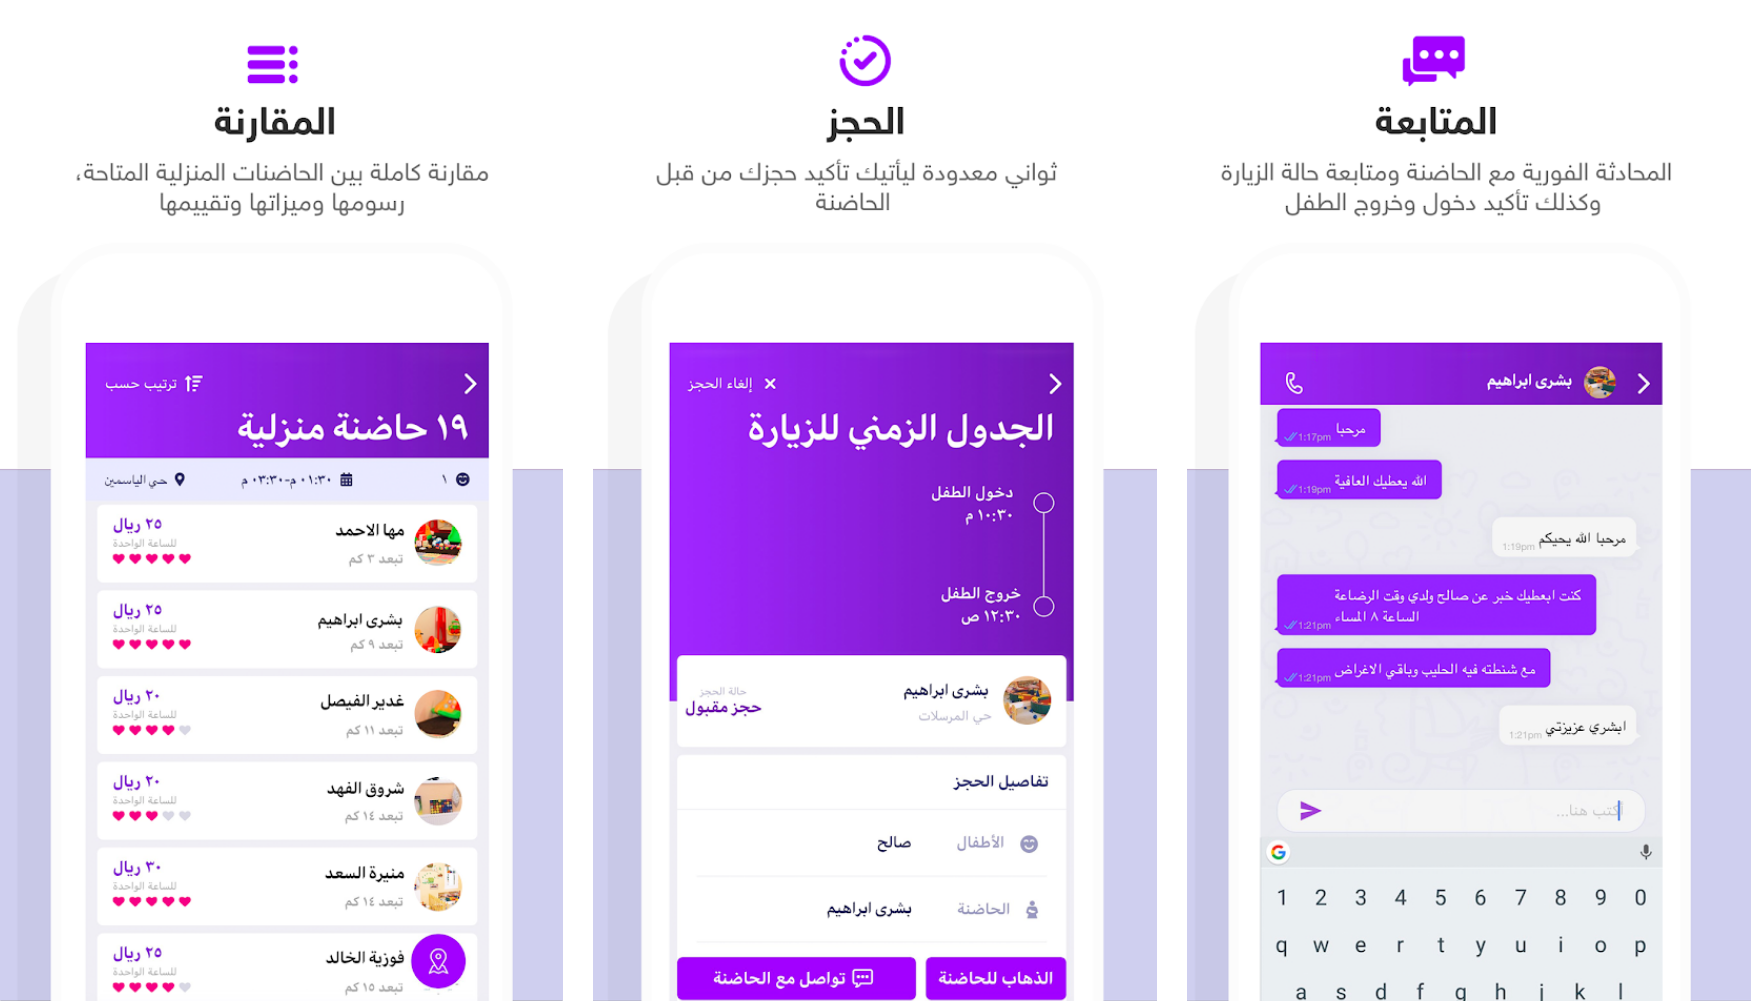 المقارنة
مقارنة كاملة بين الحاضنات المنزلية المتاحة،
رسومها وميزاتها وتقييمها
ترتيب حسب
١٩ حاضنة منزلية
١
٠١:٣٠ م-٠٣:٣٠ م
حي الياسمين
مها الاحمد
تبعد ٣ كم
٢٥ ريال
للساعة الواحدة
بشرى ابراهيم
تبعد ٩ كم
٢٥ ريال
للساعة الواحدة
غدير الفيصل
تبعد ١١ كم
٢٠ ريال
للساعة الواحدة
شروق الفهد
تبعد ١٤ كم
٢٠ ريال
للساعة الواحدة
منيرة السعد
تبعد ١٤ كم
٣٠ ريال
للساعة الواحدة
فوزية الخالد
تبعد ١٥ كم
٢٥ ريال
للساعة الواحدة
الحجز
ثواني معدودة ليأتيك تأكيد حجزك من قبل
الحاضنة
إلغاء الحجز
الجدول الزمني للزيارة
دخول الطفل
١٠:٣٠ م
خروج الطفل
١٢:٣٠ ص
بشرى ابراهيم
حي المرسلات
حالة الحجز
حجز مقبول
تفاصيل الحجز
الأطفال
صالح
الحاضنة
بشرى ابراهيم
الذهاب للحاضنة
تواصل مع الحاضنة
المتابعة
المحادثة الفورية مع الحاضنة ومتابعة حالة الزيارة
وكذلك تأكيد دخول وخروج الطفل
بشرى ابراهيم
مرحبا 1:17pm
الله يعطيك العافية 1:19pm
مرحبا الله يحيكم 1:19pm
كنت ابعطيك خبر عن صالح ولدي وقت الرضاعة
الساعة ٨ المساء 1:21pm
مع شنطته فيه الحليب وباقي الاغراض 1:21pm
ابشري عزيزتي 1:21pm
اكتب هنا...
1 2 3 4 5 6 7 8 9 0
q w e r t y u i o p
a s d f g h j k l